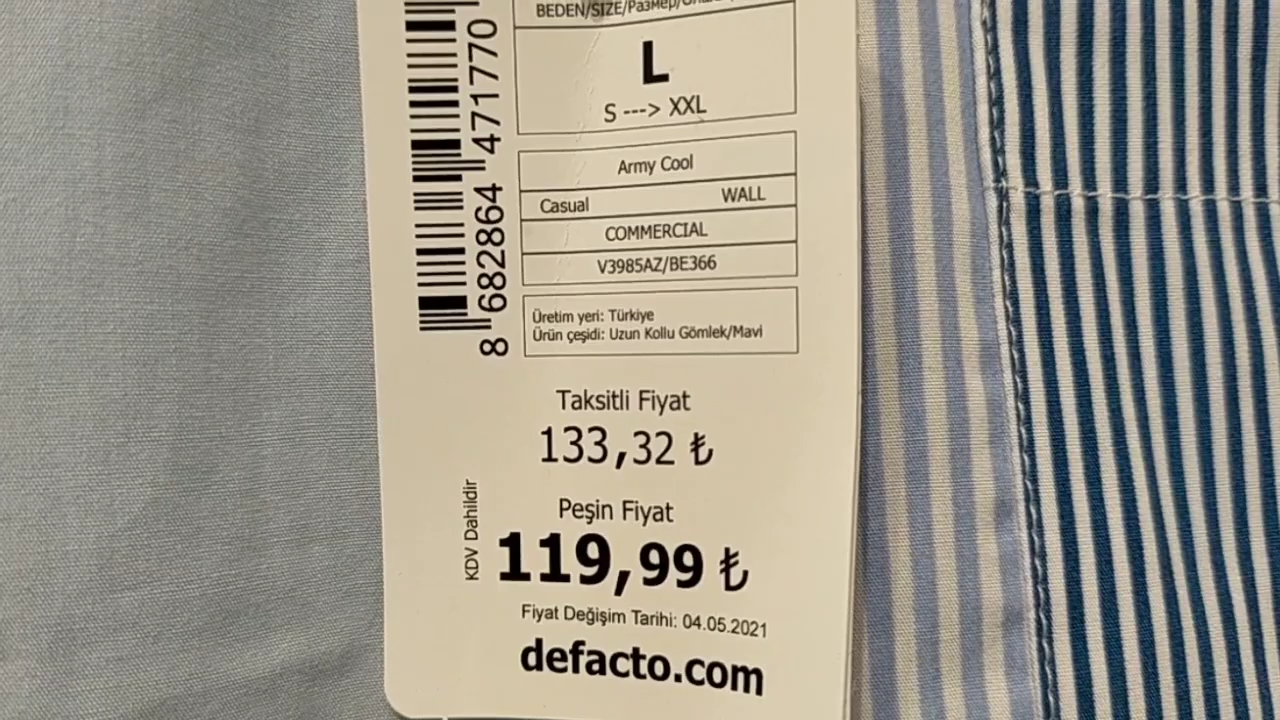 BEDEN/SIZE/Размер/
L
S ---> XXL
Army Cool
Casual WALL
COMMERCIAL
V3985AZ/BE366
Üretim yeri: Türkiye
Ürün çeşidi: Uzun Kollu Gömlek/Mavi
8 682864 471770
Taksitli Fiyat
133,32 ₺
Peşin Fiyat
KDV Dahildir
119,99 ₺
Fiyat Değişim Tarihi: 04.05.2021
defacto.com